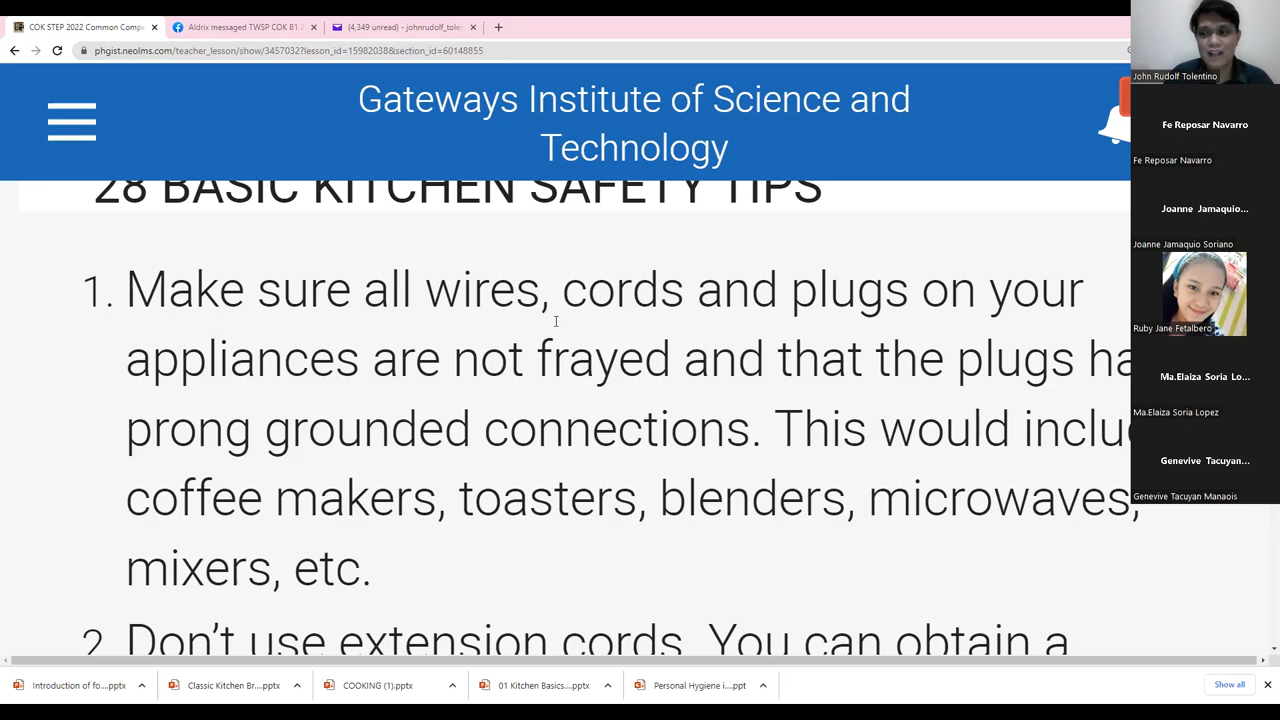 COK STEP 2022 Common Comp
Aldrix messaged TWSP COK B1 2
(4,349 unread) - johnrudolf_tole
phgist.neolms.com/teacher_lesson/show/3457032?lesson_id=15982038&section_id=60148855
Gateways Institute of Science and
Technology
28 BASIC KITCHEN SAFETY TIPS
1. Make sure all wires, cords and plugs on your
appliances are not frayed and that the plugs ha
prong grounded connections. This would inclu
coffee makers, toasters, blenders, microwaves,
mixers, etc.
2. Don't use extension cords. You can obtain a
John Rudolf Tolentino
Fe Reposar Navarro
Fe Reposar Navarro
Joanne Jamaquio...
Joanne Jamaquio Soriano
Ruby Jane Fetalbero
Ma.Elaiza Soria Lo...
Ma.Elaiza Soria Lopez
Genevive Tacuyan...
Genevive Tacuyan Manaois
Introduction of fo....pptx
Classic Kitchen Br....pptx
COOKING (1).pptx
01 Kitchen Basics....pptx
Personal Hygiene i....ppt
Show all